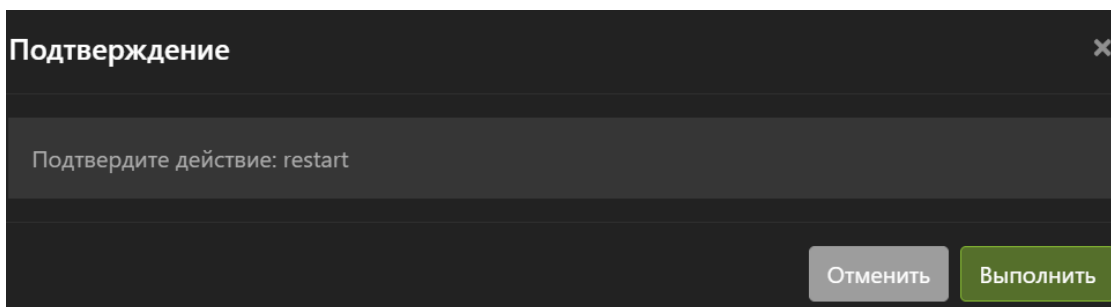 Подтверждение
Подтвердите действие: restart
Отменить Выполнить